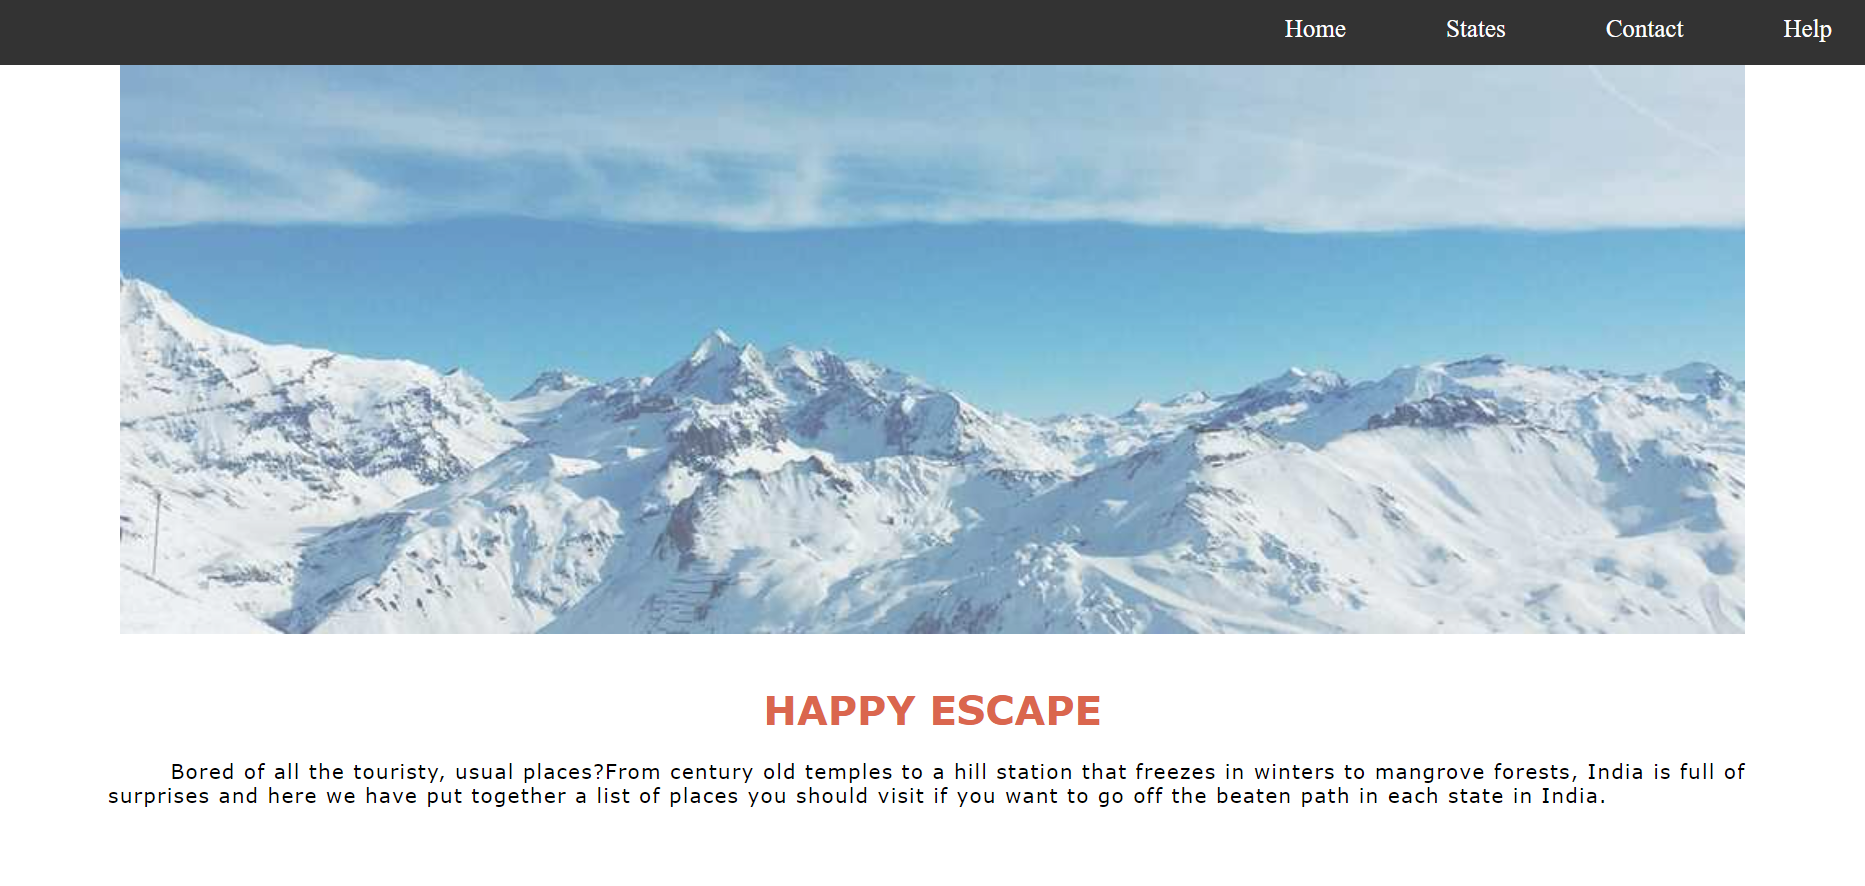 Home States Contact Help
HAPPY ESCAPE
Bored of all the touristy, usual places?From century old temples to a hill station that freezes in winters to mangrove forests, India is full of
surprises and here we have put together a list of places you should visit if you want to go off the beaten path in each state in India.